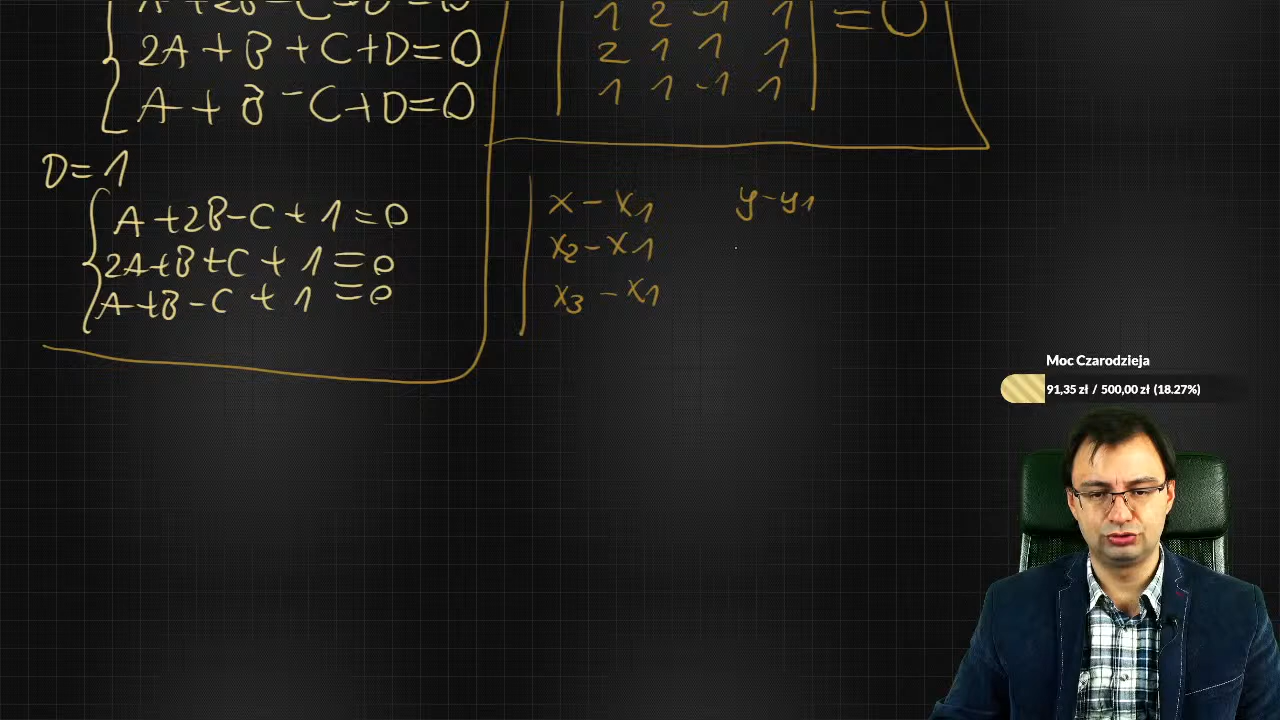 2A + B + C + D = 0
A + B - C + D = 0
D = 1
A + 2B - C + 1 = 0
2A + B + C + 1 = 0
A + B - C + 1 = 0
1 2 -1 1 = 0
2 1 1 1
1 1 -1 1
x - x1 y - y1
x2 - x1
x3 - x1
Moc Czarodzieja
91,35 zł / 500,00 zł (18.27%)